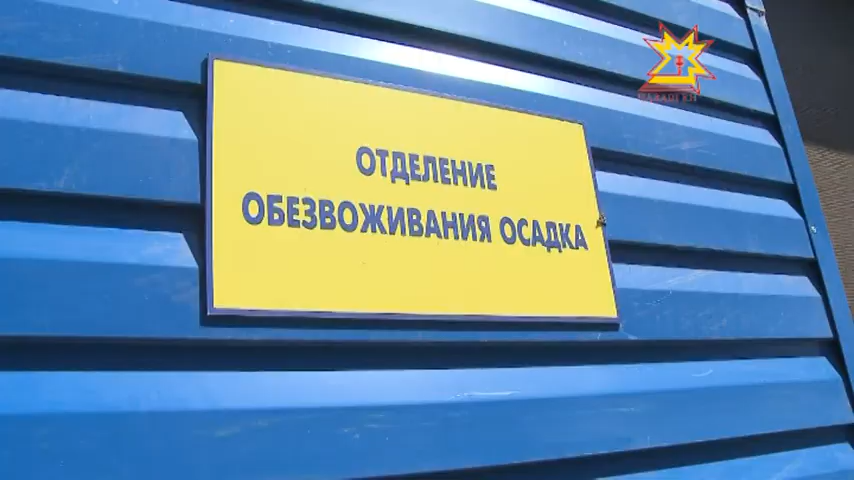 ОТДЕЛЕНИЕ
ОБЕЗВОЖИВАНИЯ ОСАДКА